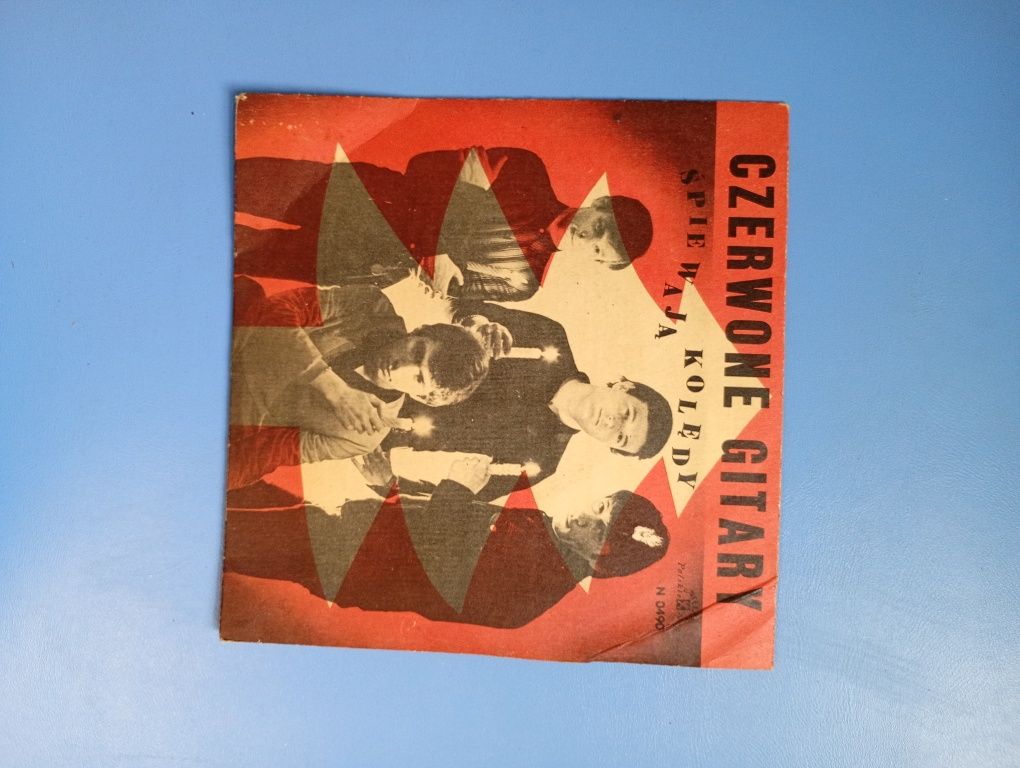 CZERWONE GITARY
ŚPIEWAJĄ KOLĘDY
N 0490